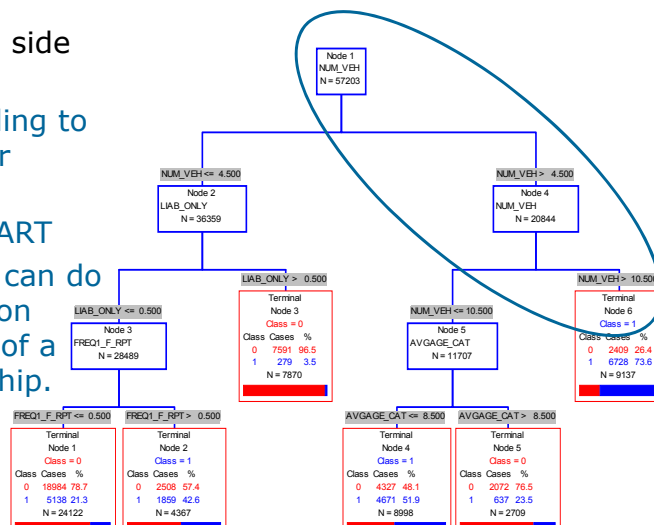 side
ling to
r
ART
can do
on
of a
hip.
Node 1
NUM_VEH
N = 57203
NUM_VEH <= 4.500
NUM_VEH > 4.500
Node 2
LIAB_ONLY
N = 36359
Node 4
NUM_VEH
N = 20844
LIAB_ONLY <= 0.500
LIAB_ONLY > 0.500
NUM_VEH <= 10.500
NUM_VEH > 10.500
Node 3
FREQ1_F_RPT
N = 28489
Terminal
Node 3
Class = 0
Class Cases %
0 7591 96.5
1 279 3.5
N = 7870
Node 5
AVGAGE_CAT
N = 11707
Terminal
Node 6
Class = 1
Class Cases %
0 2409 26.4
1 6728 73.6
N = 9137
FREQ1_F_RPT <= 0.500
FREQ1_F_RPT > 0.500
AVGAGE_CAT <= 8.500
AVGAGE_CAT > 8.500
Terminal
Node 1
Class = 0
Class Cases %
0 18984 78.7
1 5138 21.3
N = 24122
Terminal
Node 2
Class = 1
Class Cases %
0 2508 57.4
1 1859 42.6
N = 4367
Terminal
Node 4
Class = 1
Class Cases %
0 4327 48.1
1 4671 51.9
N = 8998
Terminal
Node 5
Class = 0
Class Cases %
0 2072 76.5
1 637 23.5
N = 2709